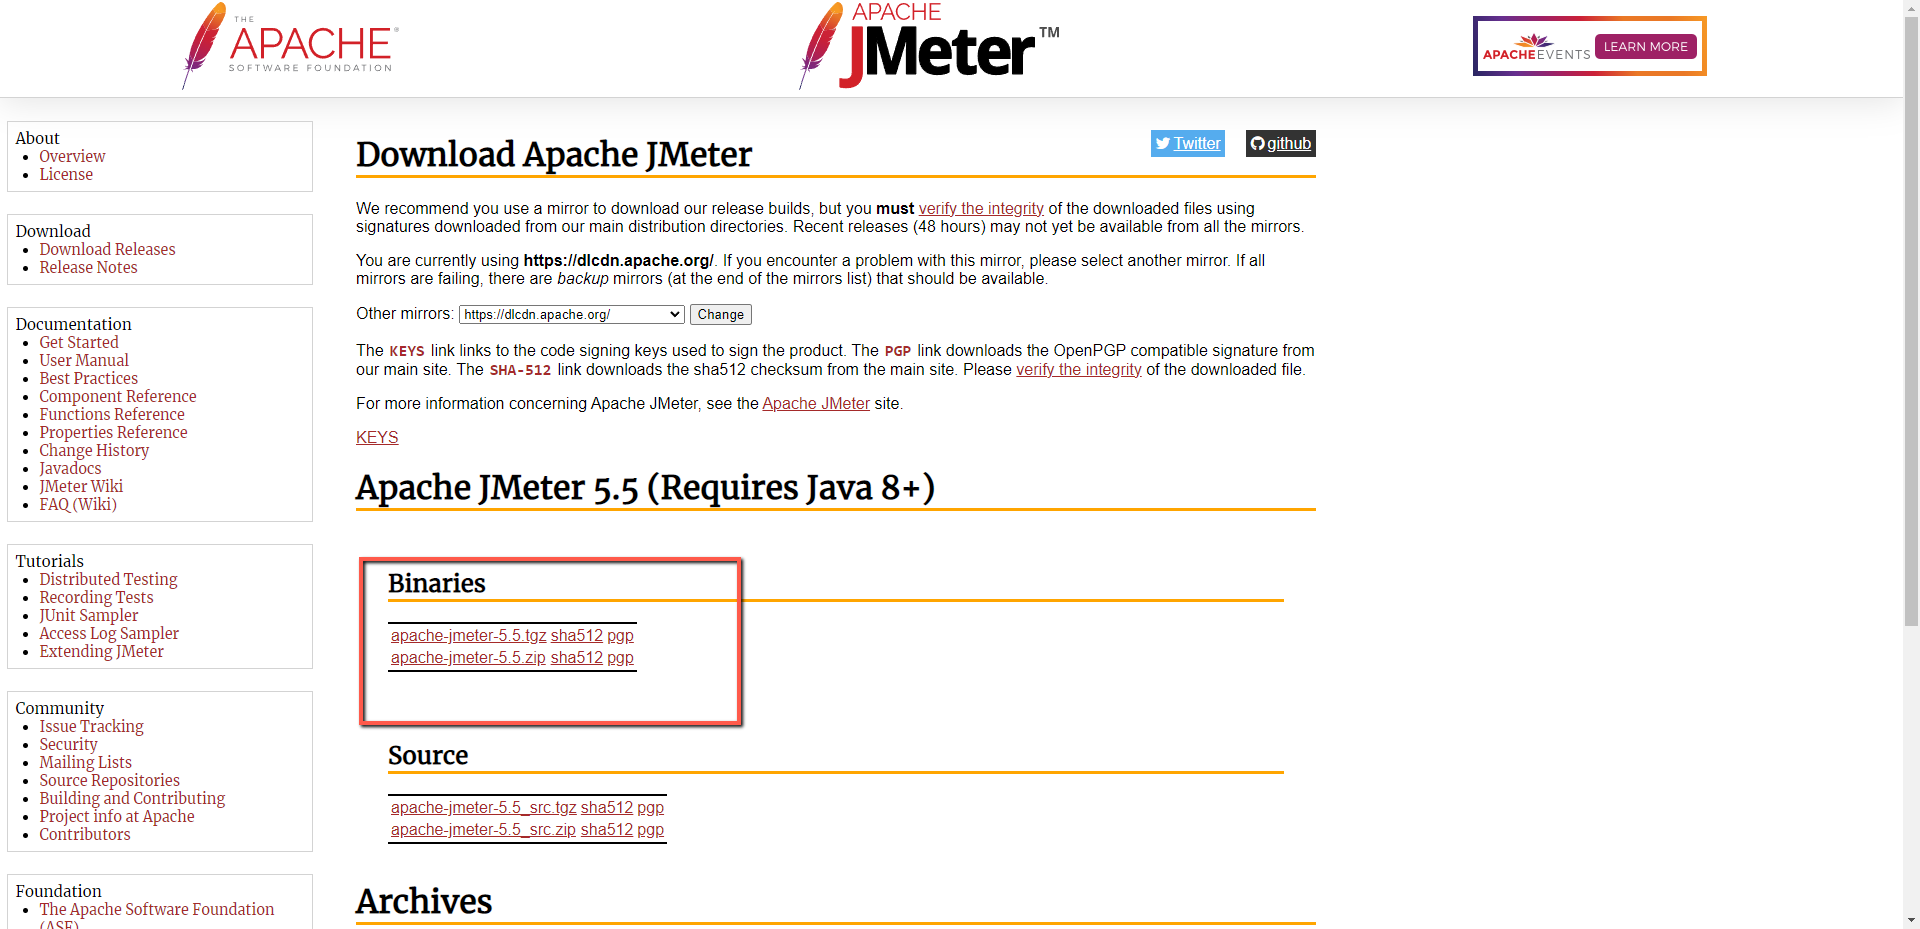 THE
APACHE®
SOFTWARE FOUNDATION
APACHE
JMeter™
APACHEEVENTS LEARN MORE
About
Overview
License
Download
Download Releases
Release Notes
Documentation
Get Started
User Manual
Best Practices
Component Reference
Functions Reference
Properties Reference
Change History
Javadocs
JMeter Wiki
FAQ (Wiki)
Tutorials
Distributed Testing
Recording Tests
JUnit Sampler
Access Log Sampler
Extending JMeter
Community
Issue Tracking
Security
Mailing Lists
Source Repositories
Building and Contributing
Project info at Apache
Contributors
Foundation
The Apache Software Foundation
(ASF)
Twitter github
Download Apache JMeter
We recommend you use a mirror to download our release builds, but you must verify the integrity of the downloaded files using
signatures downloaded from our main distribution directories. Recent releases (48 hours) may not yet be available from all the mirrors.
You are currently using https://dlcdn.apache.org/. If you encounter a problem with this mirror, please select another mirror. If all
mirrors are failing, there are backup mirrors (at the end of the mirrors list) that should be available.
Other mirrors: https://dlcdn.apache.org/ Change
The KEYS link links to the code signing keys used to sign the product. The PGP link downloads the OpenPGP compatible signature from
our main site. The SHA-512 link downloads the sha512 checksum from the main site. Please verify the integrity of the downloaded file.
For more information concerning Apache JMeter, see the Apache JMeter site.
KEYS
Apache JMeter 5.5 (Requires Java 8+)
Binaries
apache-jmeter-5.5.tgz sha512 pgp
apache-jmeter-5.5.zip sha512 pgp
Source
apache-jmeter-5.5_src.tgz sha512 pgp
apache-jmeter-5.5_src.zip sha512 pgp
Archives